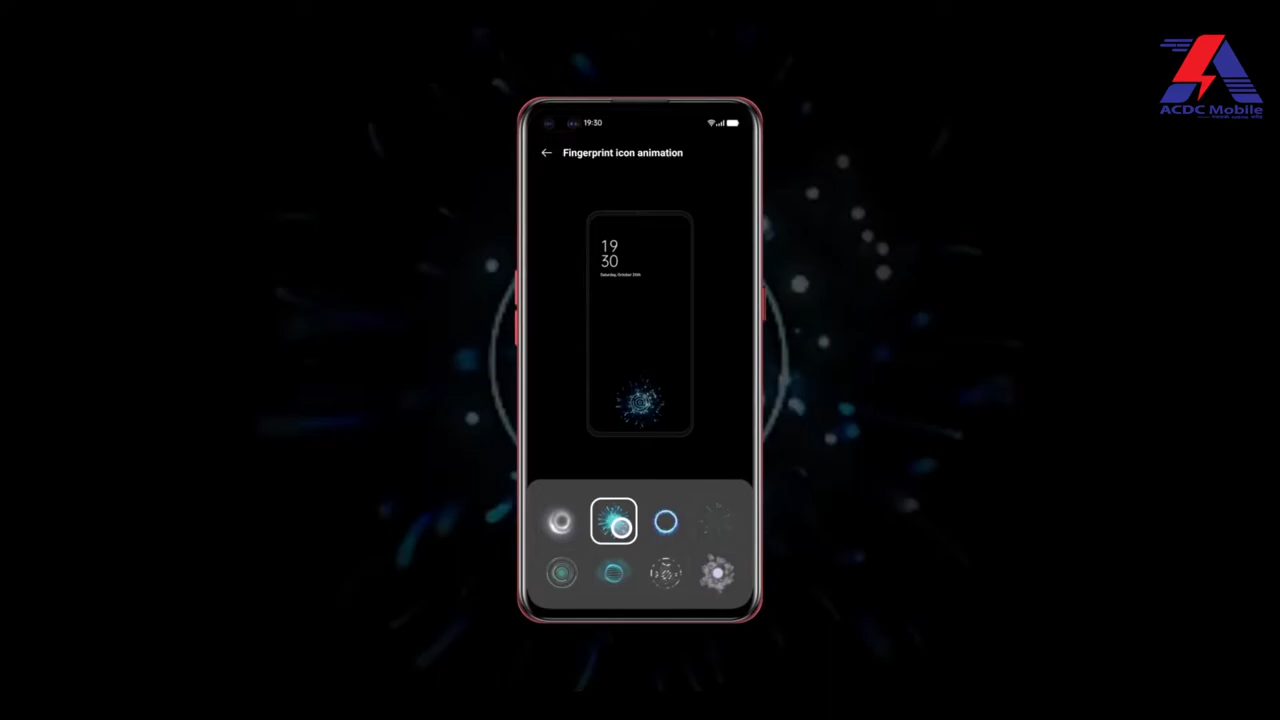 19:30
Fingerprint icon animation
19
30
Saturday, October 24th
ACDC Mobile